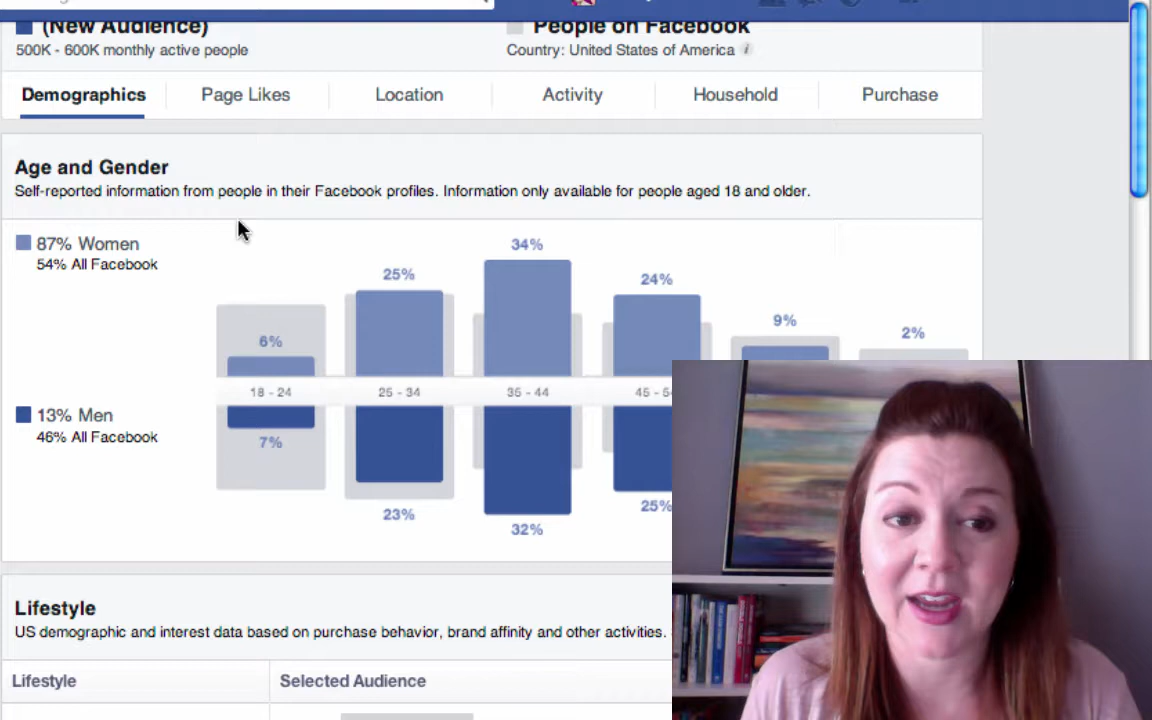 (New Audience)
People on Facebook
500K - 600K monthly active people
Country: United States of America i
Demographics
Page Likes
Location
Activity
Household
Purchase
Age and Gender
Self-reported information from people in their Facebook profiles. Information only available for people aged 18 and older.
87% Women
54% All Facebook
6%
25%
34%
24%
9%
2%
18 - 24
25 - 34
35 - 44
45 - 5
13% Men
46% All Facebook
7%
23%
32%
25%
Lifestyle
US demographic and interest data based on purchase behavior, brand affinity and other activities.
Lifestyle
Selected Audience